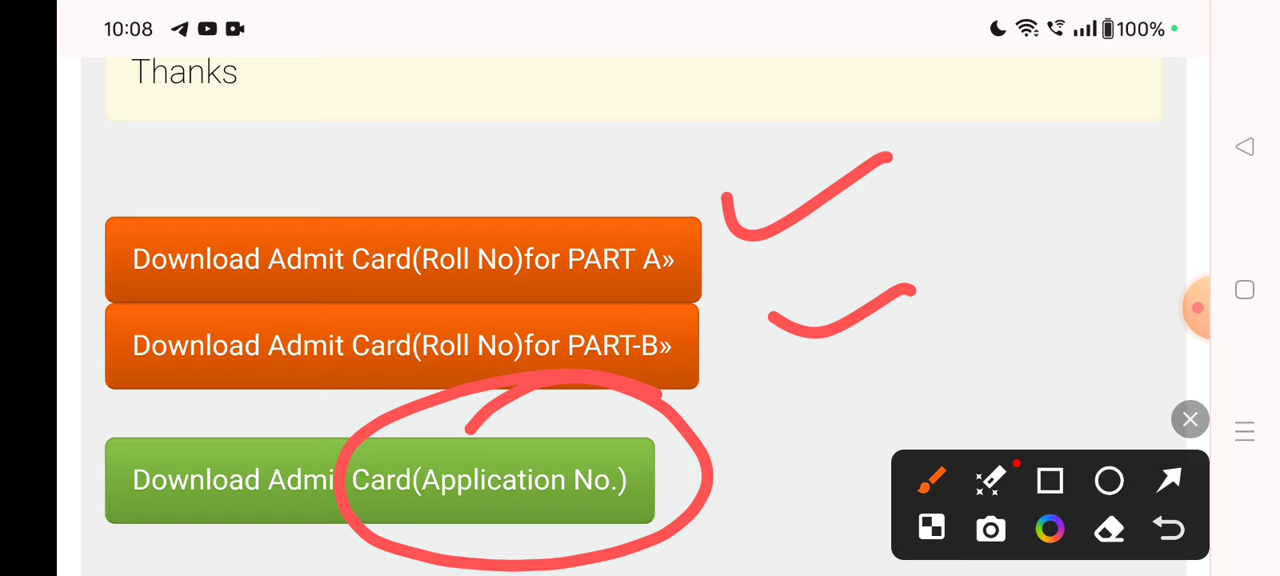 10:08
100%
Thanks
Download Admit Card(Roll No)for PART A»
Download Admit Card(Roll No)for PART-B»
Download Admi Card(Application No.)